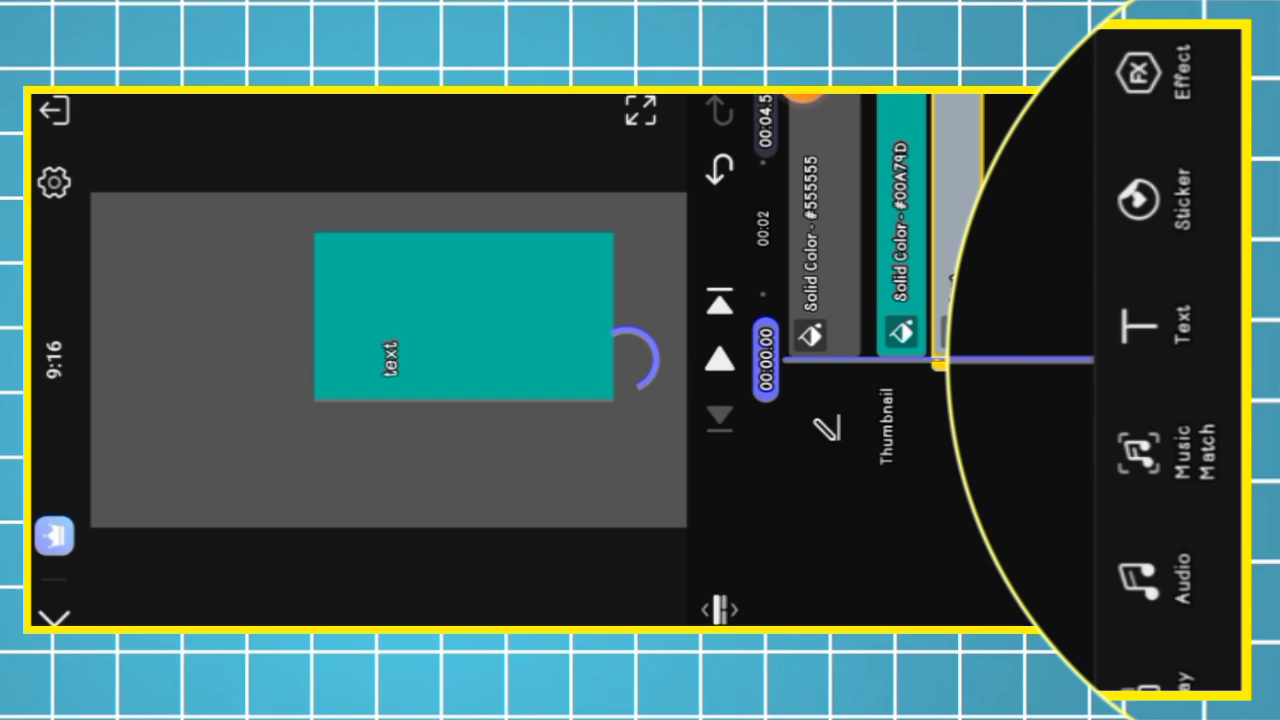 9:16
text
00:00.00
00:02
00:04.5
Solid Color - #555555
Thumbnail
Solid Color - #00A79D
Audio
Music
Match
Text
Sticker
FX
Effect